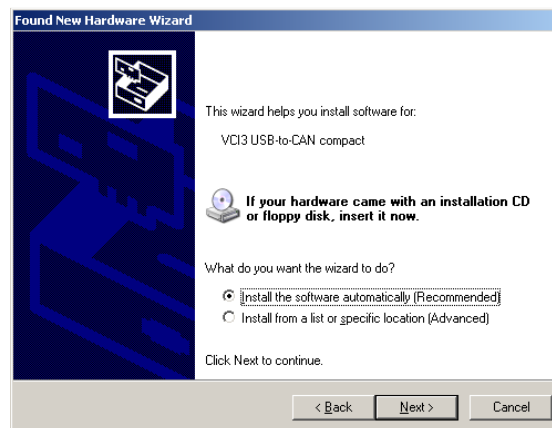 Found New Hardware Wizard
This wizard helps you install software for:
VCI3 USB-to-CAN compact
If your hardware came with an installation CD
or floppy disk, insert it now.
What do you want the wizard to do?
Install the software automatically (Recommended)
Install from a list or specific location (Advanced)
Click Next to continue.
< Back
Next >
Cancel